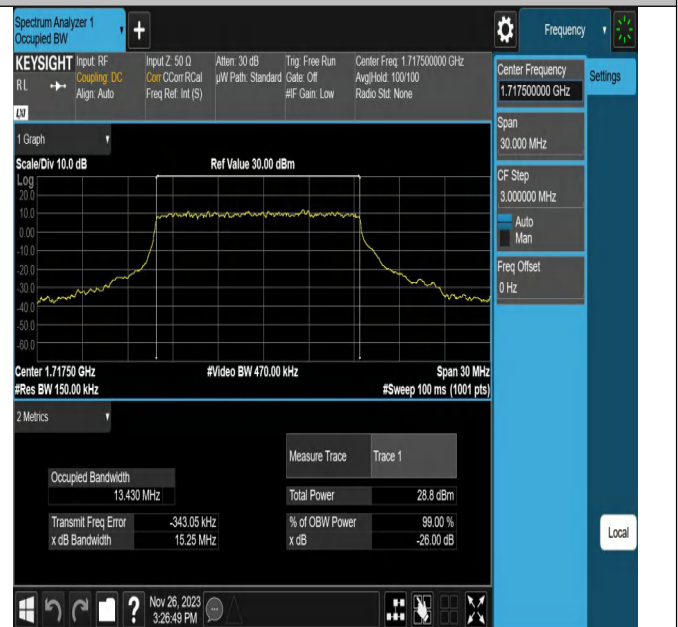 Spectrum Analyzer 1
Occupied BW
+
Frequency
KEYSIGHT
RL
LXI
Input: RF
Coupling: DC
Align: Auto
Input Z: 50 Ω
Corr CCorr RCal
Freq Ref: Int (S)
Atten: 30 dB
µW Path: Standard
Trig: Free Run
Gate: Off
#IF Gain: Low
Center Freq: 1.717500000 GHz
Avg|Hold: 100/100
Radio Std: None
Center Frequency
1.717500000 GHz
Settings
Span
30.000 MHz
CF Step
3.000000 MHz
Auto
Man
Freq Offset
0 Hz
1 Graph
Scale/Div 10.0 dB
Ref Value 30.00 dBm
Log
20.0
10.0
0.00
-10.0
-20.0
-30.0
-40.0
-50.0
-60.0
Center 1.71750 GHz
#Video BW 470.00 kHz
Span 30 MHz
#Res BW 150.00 kHz
#Sweep 100 ms (1001 pts)
2 Metrics
Measure Trace
Trace 1
Occupied Bandwidth
13.430 MHz
Total Power
28.8 dBm
Transmit Freq Error
-343.05 kHz
% of OBW Power
99.00 %
x dB Bandwidth
15.25 MHz
x dB
-26.00 dB
Local
?
Nov 26, 2023
3:26:49 PM